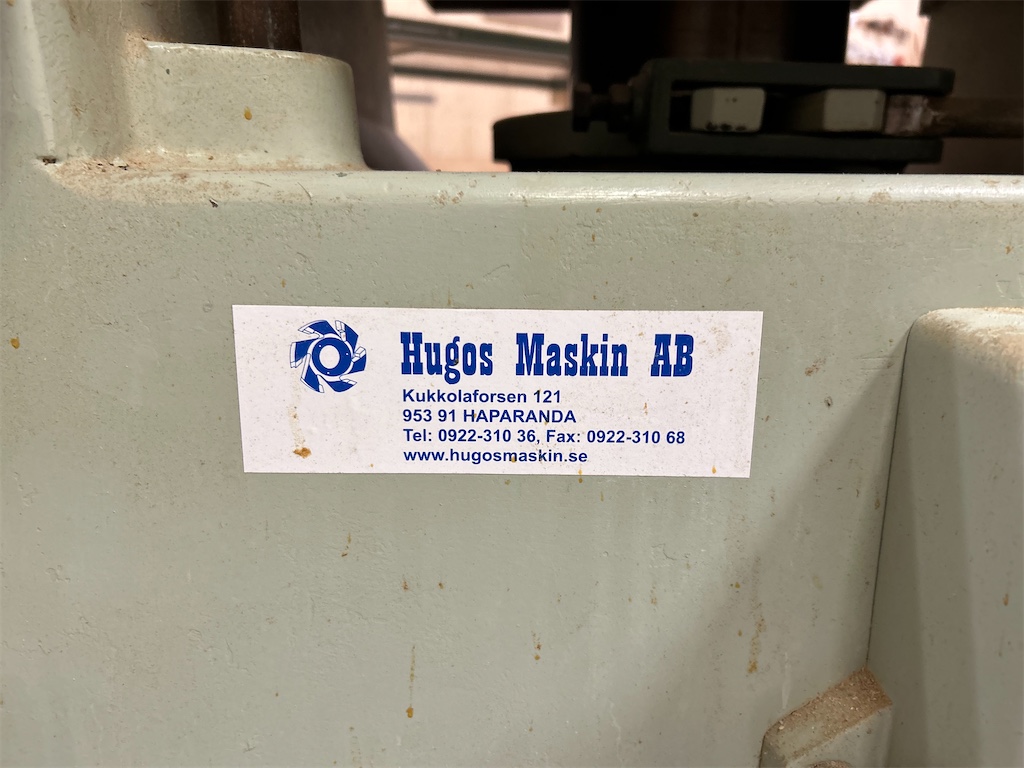 Hugos Maskin AB
Kukkolaforsen 121
953 91 HAPARANDA
Tel: 0922-310 36, Fax: 0922-310 68
www.hugosmaskin.se